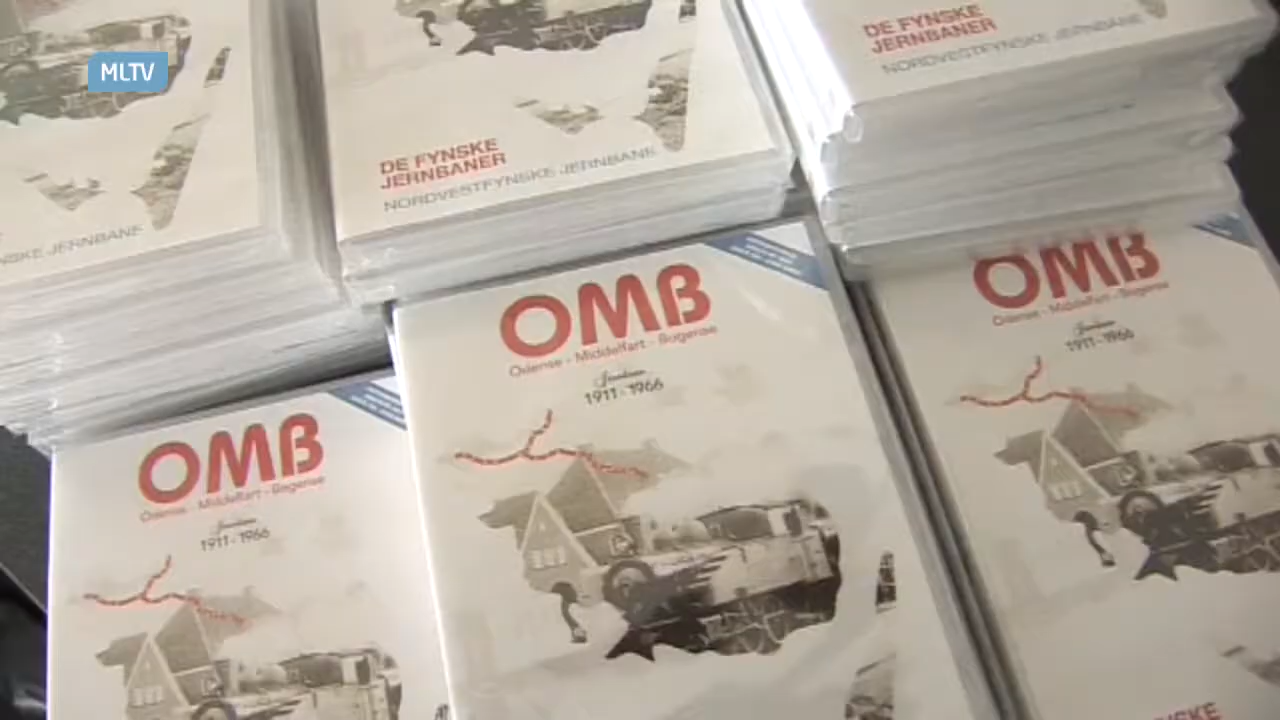 MLTV
DE FYNSKE
JERNBANER
NORDVESTFYNSKE JERNBANE
DE FYNSKE
JERNBANER
NORDVESTFYNSKE JERNBANE
JERNBANE
OMB
Odense - Middelfart - Bogense
1911 - 1966
OMB
Odense - Middelfart - Bogense
1911 - 1966
OMB
Odense - Middelfart - Bogense
1911 - 1966